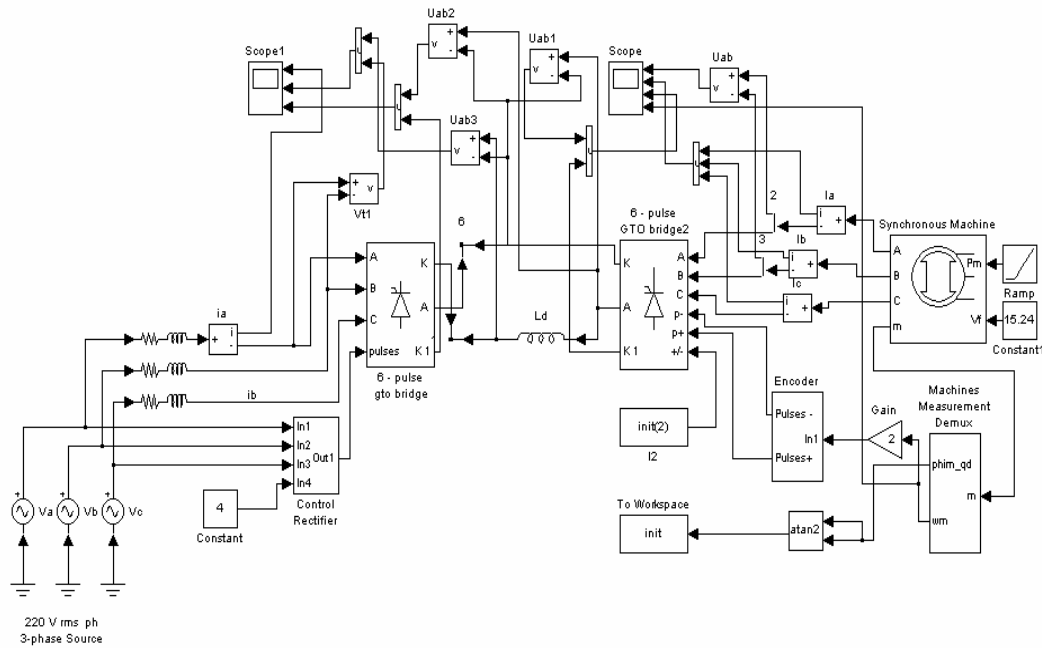 Scope1
Uab2
v
+
-
Uab1
v
+
-
Scope
Uab
v
+
-
Uab3
v
+
-
+
-
v
Vt1
6
6 - pulse
GTO bridge2
K
A
K1
A
B
C
p-
p+
+/-
2
3
Ia
i
-
+
Ib
i
-
+
Ic
i
-
+
Synchronous Machine
A
B
C
m
Pm
Vf
Ramp
15.24
Constant1
A
B
C
pulses
K
A
K1
6 - pulse
gto bridge
Ld
ia
+
i
-
ib
In1
In2
In3
In4
Out1
Control
Rectifier
4
Constant
+
Va
+
Vb
+
Vc
220 V rms ph
3-phase Source
init(2)
I2
Encoder
Pulses -
In1
Pulses+
Gain
2
Machines
Measurement
Demux
phim_qd
m
wm
To Workspace
init
atan2